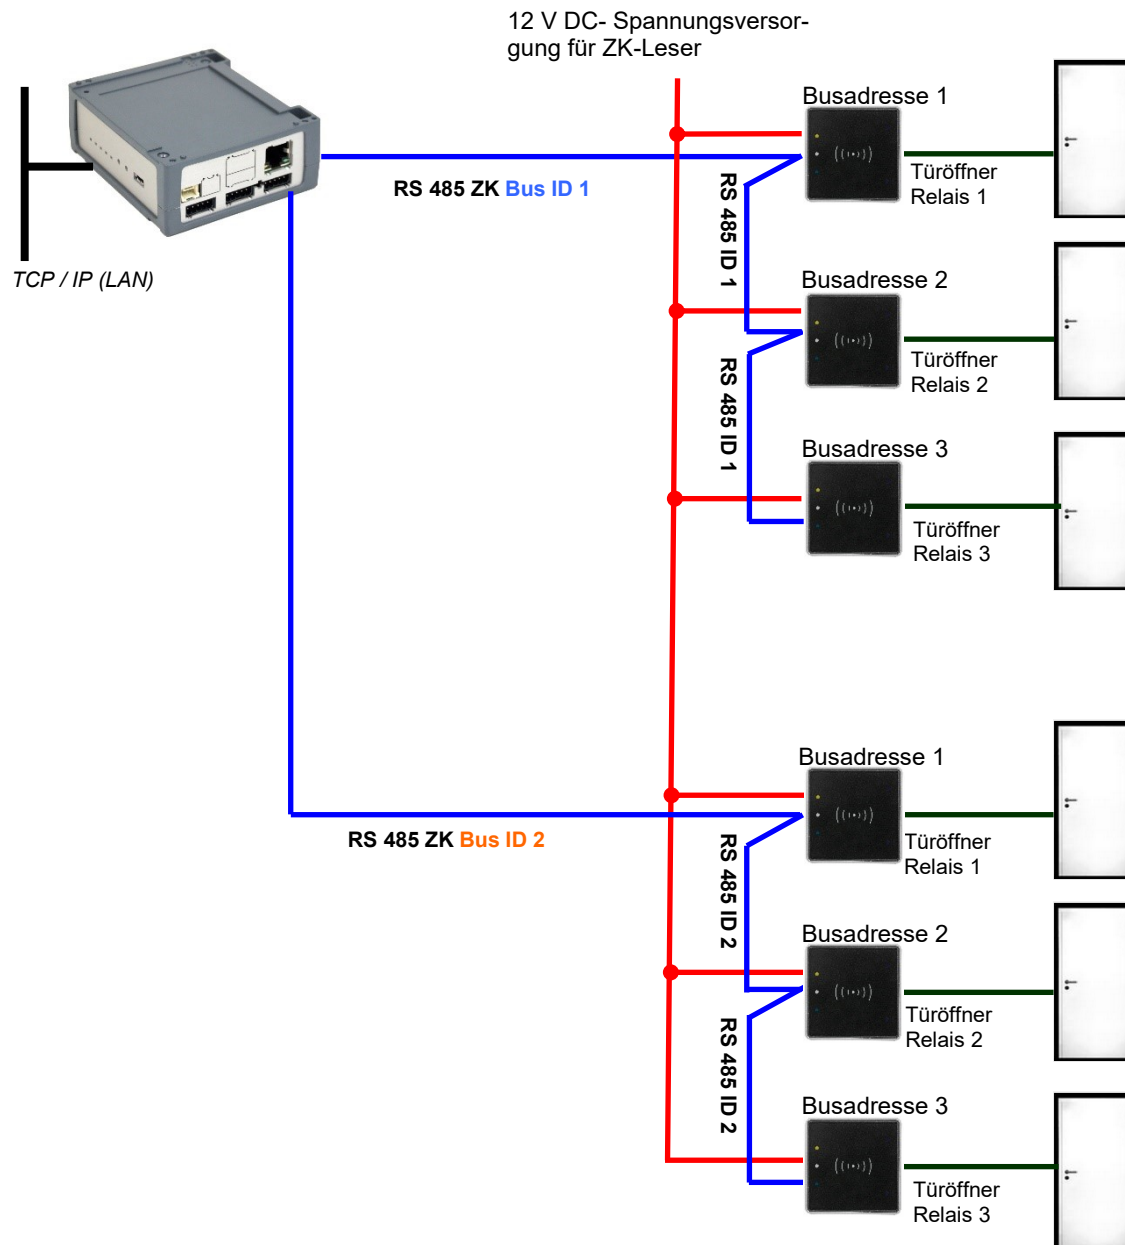 12 V DC- Spannungsversor-
gung für ZK-Leser
Busadresse 1
RS 485 ZK Bus ID 1
RS 485 ID 1
Türöffner
Relais 1
TCP / IP (LAN)
Busadresse 2
RS 485 ID 1
Türöffner
Relais 2
Busadresse 3
Türöffner
Relais 3
Busadresse 1
RS 485 ZK Bus ID 2
RS 485 ID 2
Türöffner
Relais 1
Busadresse 2
RS 485 ID 2
Türöffner
Relais 2
Busadresse 3
Türöffner
Relais 3